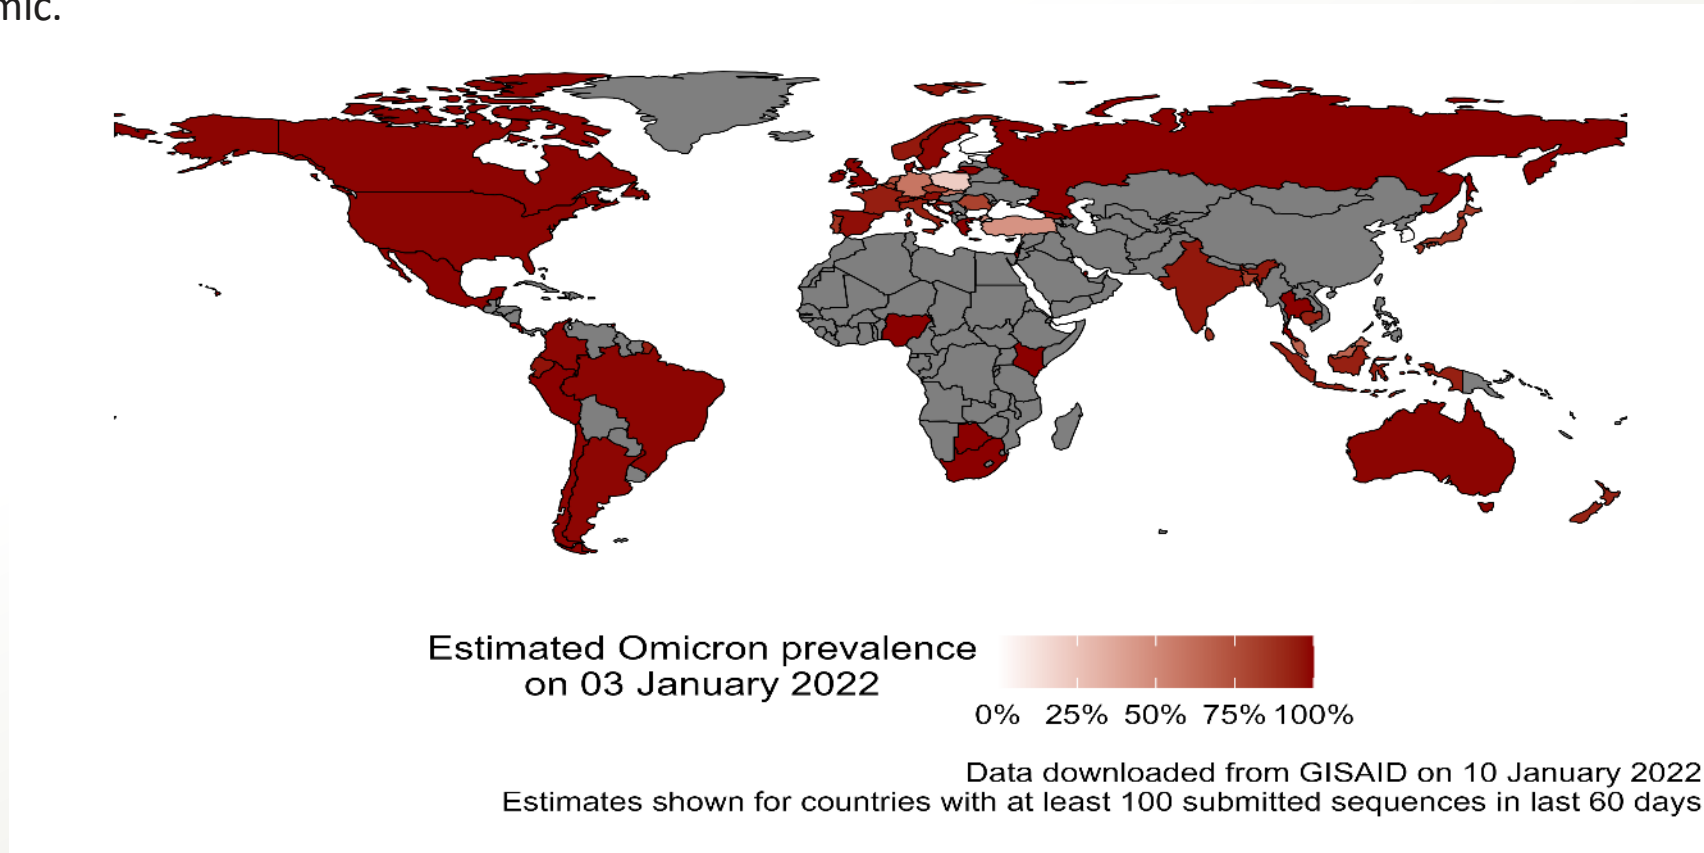 mic.
Estimated Omicron prevalence
on 03 January 2022
0% 25% 50% 75% 100%
Data downloaded from GISAID on 10 January 2022
Estimates shown for countries with at least 100 submitted sequences in last 60 days